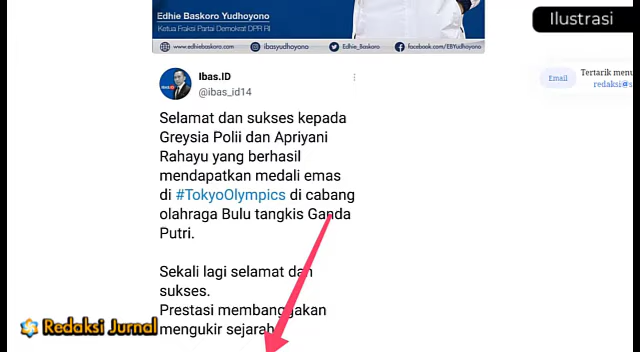 Edhie Baskoro Yudhoyono
Ketua Fraksi Partai Demokrat DPR RI
www.edhiebaskoro.com
ibasyudhoyono
Edhie_Baskoro
facebook.com/EBYudhoyono
Ilustrasi
Ibas.ID
@ibas_id14
Email
Tertarik menu
redaksi@s
Selamat dan sukses kepada
Greysia Polii dan Apriyani
Rahayu yang berhasil
mendapatkan medali emas
di #TokyoOlympics di cabang
olahraga Bulu tangkis Ganda
Putri.
Sekali lagi selamat dan
sukses.
Prestasi membanggakan
mengukir sejarah
Redaksi Jurnal